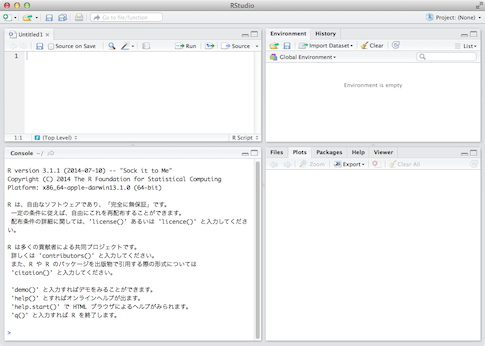 RStudio
Go to file/function
Project: (None)
Untitled1
Source on Save
Run
Source
1
1:1
(Top Level)
R Script
Console ~/
R version 3.1.1 (2014-07-10) -- "Sock it to Me"
Copyright (C) 2014 The R Foundation for Statistical Computing
Platform: x86_64-apple-darwin13.1.0 (64-bit)
R は、自由なソフトウェアであり、「完全に無保証」です。
一定の条件に従えば、自由にこれを再配布することができます。
配布条件の詳細に関しては、'license()' あるいは 'licence()' と入力してくださ
い。
R は多くの貢献者による共同プロジェクトです。
詳しくは 'contributors()' と入力してください。
また、R や R のパッケージを出版物で引用する際の形式については
'citation()' と入力してください。
'demo()' と入力すればデモをみることができます。
'help()' とすればオンラインヘルプが出ます。
'help.start()' で HTML ブラウザによるヘルプがみられます。
'q()' と入力すれば R を終了します。
>
Environment
History
Import Dataset
Clear
List
Global Environment
Environment is empty
Files
Plots
Packages
Help
Viewer
Zoom
Export
Clear All